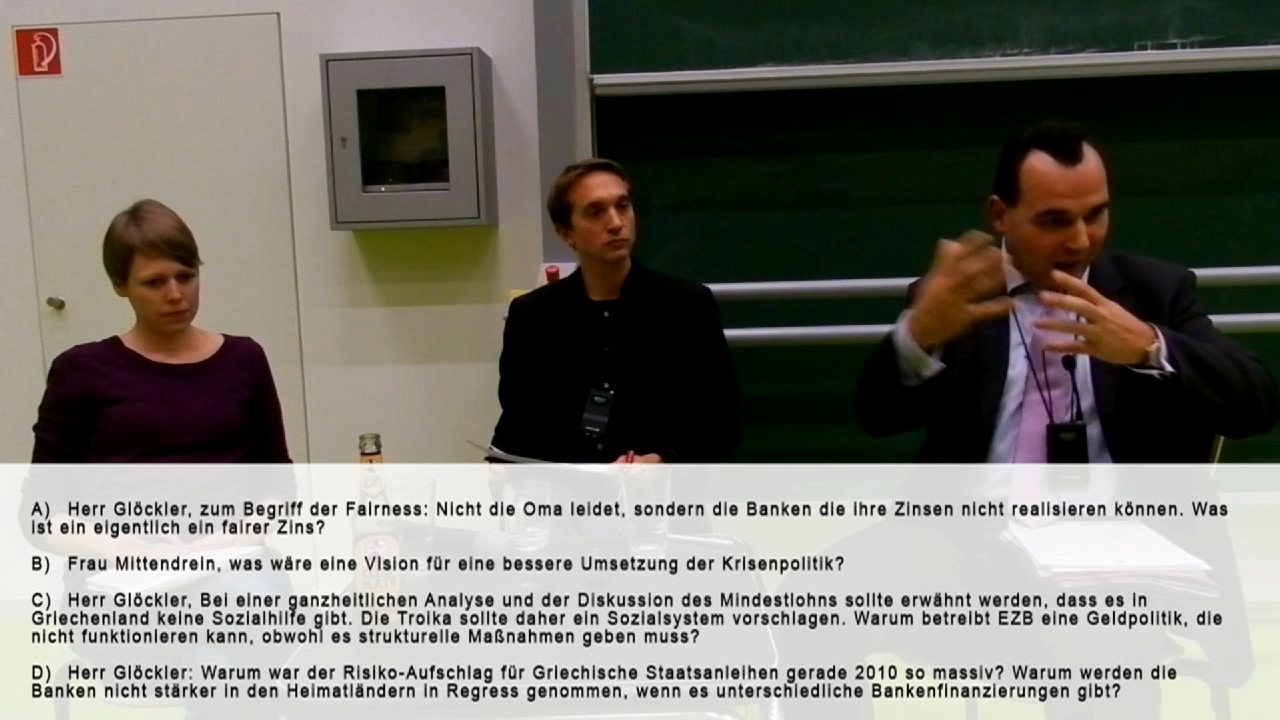 A) Herr Glöckler, zum Begriff der Fairness: Nicht die Oma leidet, sondern die Banken die ihre Zinsen nicht realisieren können. Was
ist ein eigentlich ein fairer Zins?
B) Frau Mittendrein, was wäre eine Vision für eine bessere Umsetzung der Krisenpolitik?
C) Herr Glöckler, Bei einer ganzheitlichen Analyse und der Diskussion des Mindestlohns sollte erwähnt werden, dass es in
Griechenland keine Sozialhilfe gibt. Die Troika sollte daher ein Sozialsystem vorschlagen. Warum betreibt EZB eine Geldpolitik, die
nicht funktionieren kann, obwohl es strukturelle Maßnahmen geben muss?
D) Herr Glöckler: Warum war der Risiko-Aufschlag für Griechische Staatsanleihen gerade 2010 so massiv? Warum werden die
Banken nicht stärker in den Heimatländern in Regress genommen, wenn es unterschiedliche Bankenfinanzierungen gibt?